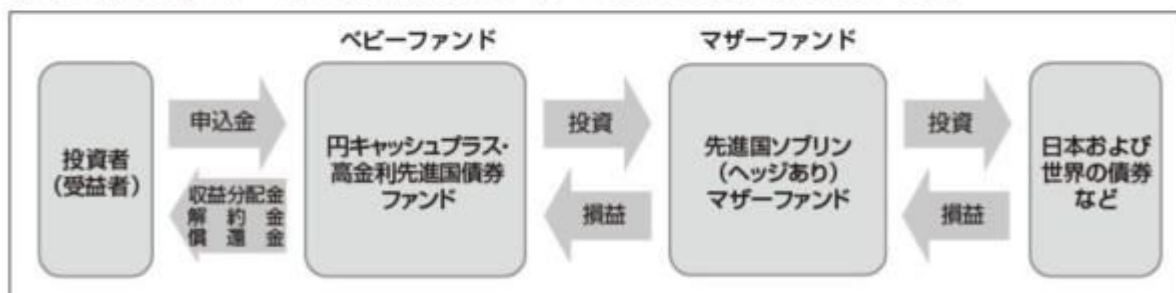 ベビーファンド
マザーファンド
投資者
(受益者)
申込金
収益分配金
解約金
償還金
円キャッシュプラス・
高金利先進国債券
ファンド
投資
損益
先進国ソブリン
(ヘッジあり)
マザーファンド
投資
損益
日本および
世界の債券
など